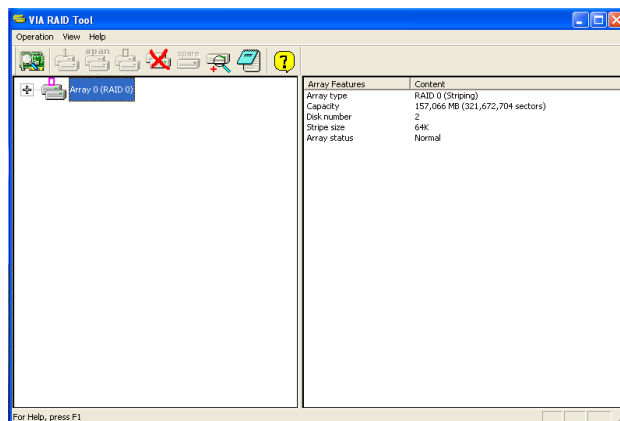 VIA RAID Tool
Operation View Help
1 span 0 spare ?
Array 0 (RAID 0)
Array Features Content
Array type RAID 0 (Striping)
Capacity 157,066 MB (321,672,704 sectors)
Disk number 2
Stripe size 64K
Array status Normal
For Help, press F1